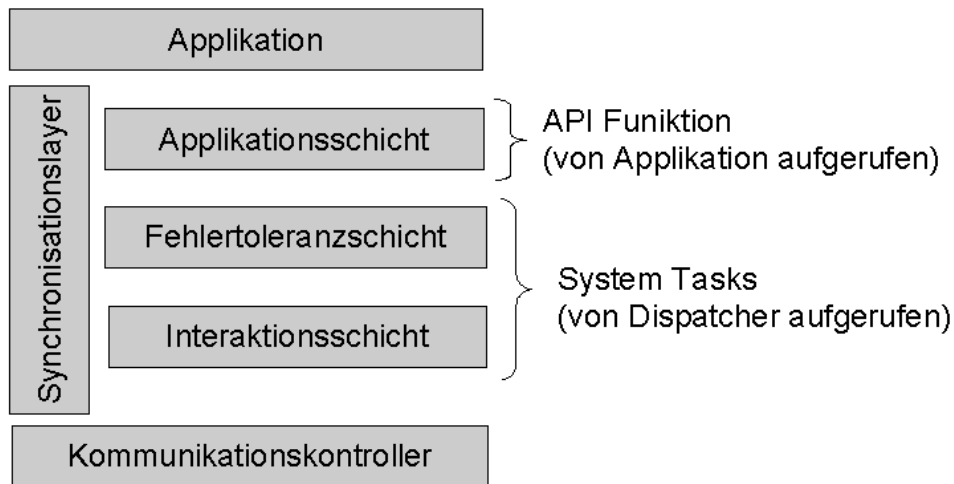 Applikation
Synchronisationslayer
Applikationsschicht
API Funiktion
(von Applikation aufgerufen)
Fehlertoleranzschicht
Interaktionsschicht
System Tasks
(von Dispatcher aufgerufen)
Kommunikationskontroller